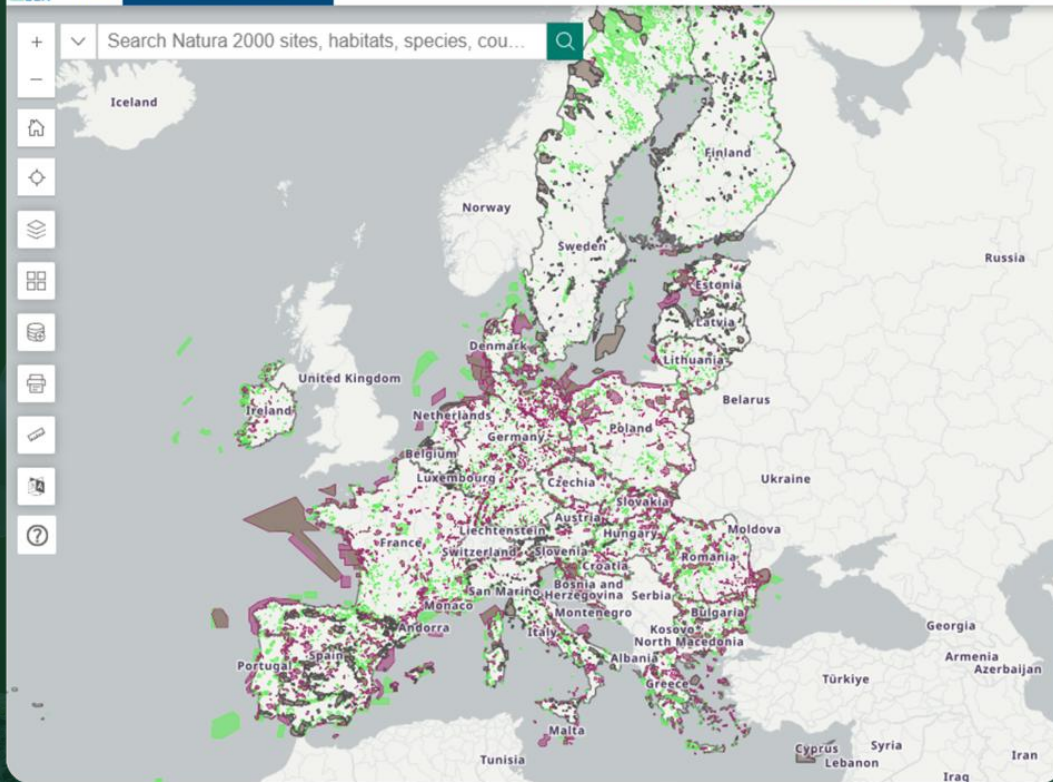 Search Natura 2000 sites, habitats, species, cou...
Iceland
Finland
Norway
Sweden
Russia
Estonia
Latvia
Denmark
Lithuania
United Kingdom
Ireland
Belarus
Netherlands
Poland
Germany
Belgium
Luxembourg
Czechia
Ukraine
Slovakia
Austria
Moldova
Liechtenstein
Hungary
France
Switzerland
Slovenia
Romania
Croatia
Bosnia and
Herzegovina
San Marino
Serbia
Monaco
Montenegro
Bulgaria
Andorra
Italy
Kosovo
Georgia
North Macedonia
Spain
Albania
Armenia
Portugal
Azerbaijan
Greece
Türkiye
Malta
Cyprus
Syria
Tunisia
Lebanon
Iran
Iraq